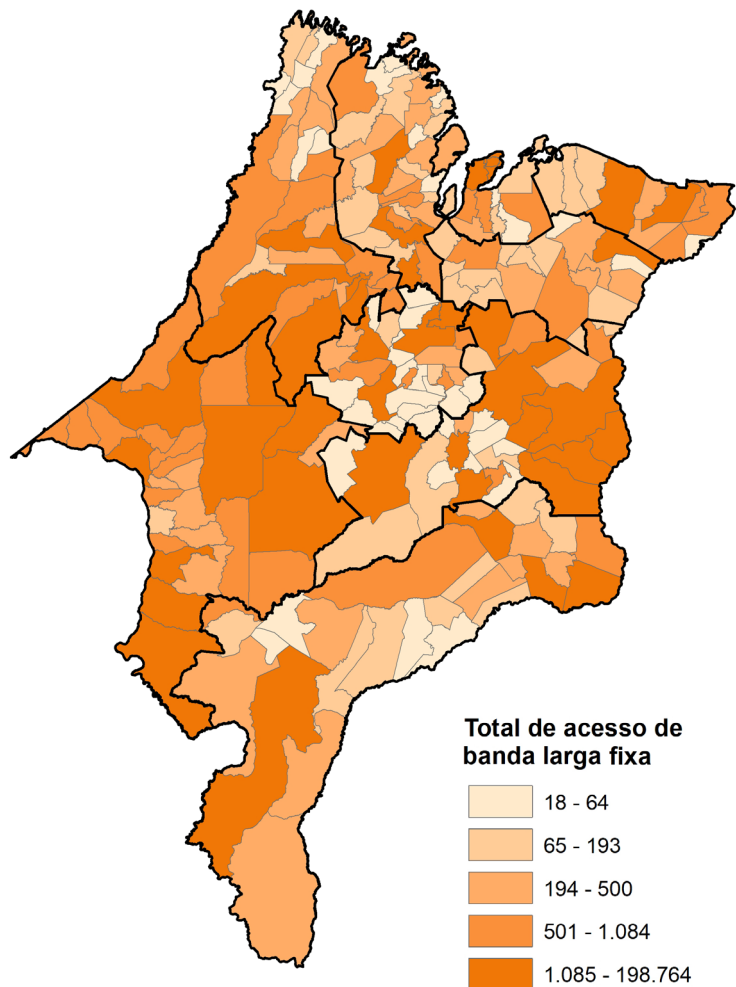 Total de acesso de
banda larga fixa
18 - 64
65 - 193
194 - 500
501 - 1.084
1.085 - 198.764